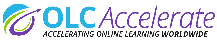 OLC Accelerate
ACCELERATING ONLINE LEARNING WORLDWIDE